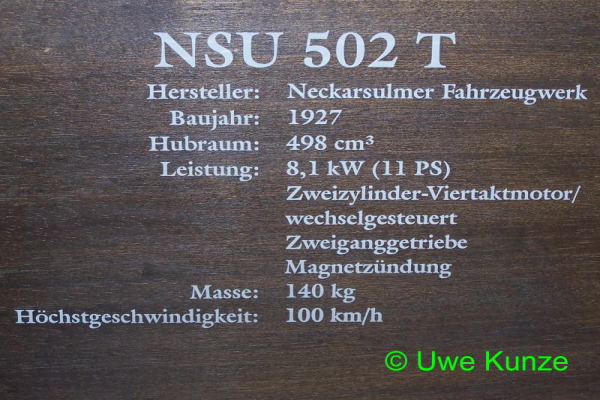 NSU 502 T
Hersteller: Neckarsulmer Fahrzeugwerk
Baujahr: 1927
Hubraum: 498 cm³
Leistung: 8,1 kW (11 PS)
Zweizylinder-Viertaktmotor/
wechselgesteuert
Zweiganggetriebe
Magnetzündung
Masse: 140 kg
Höchstgeschwindigkeit: 100 km/h
© Uwe Kunze